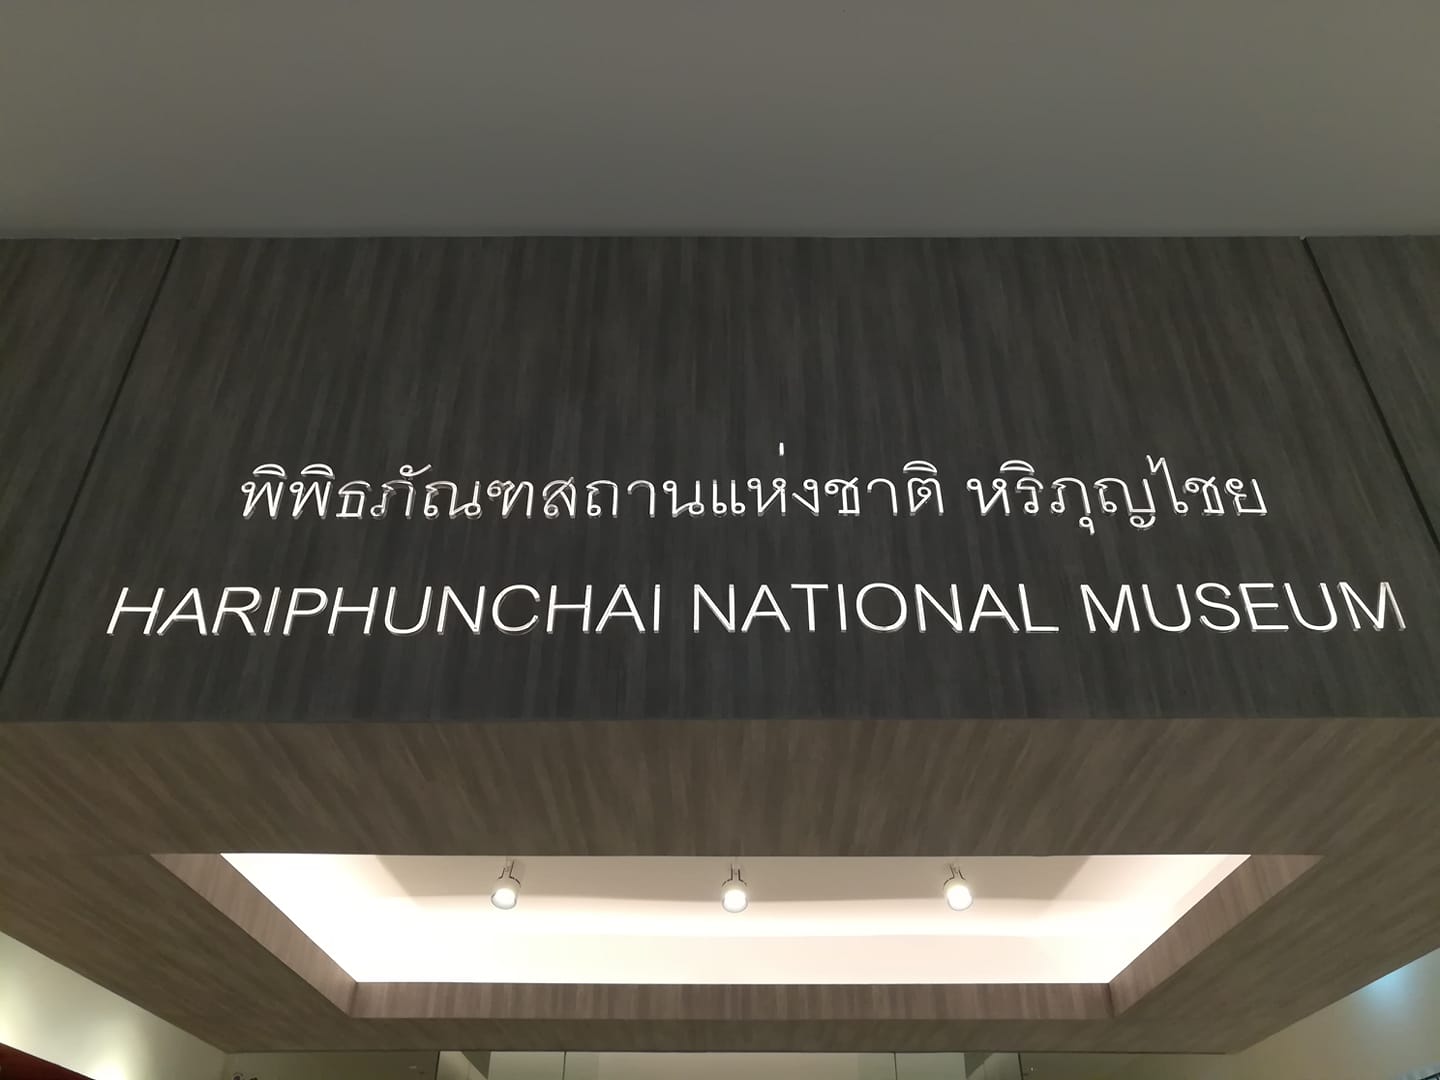 พิพิธภัณฑสถานแห่งชาติ หริภุญไชย
HARIPHUNCHAI NATIONAL MUSEUM